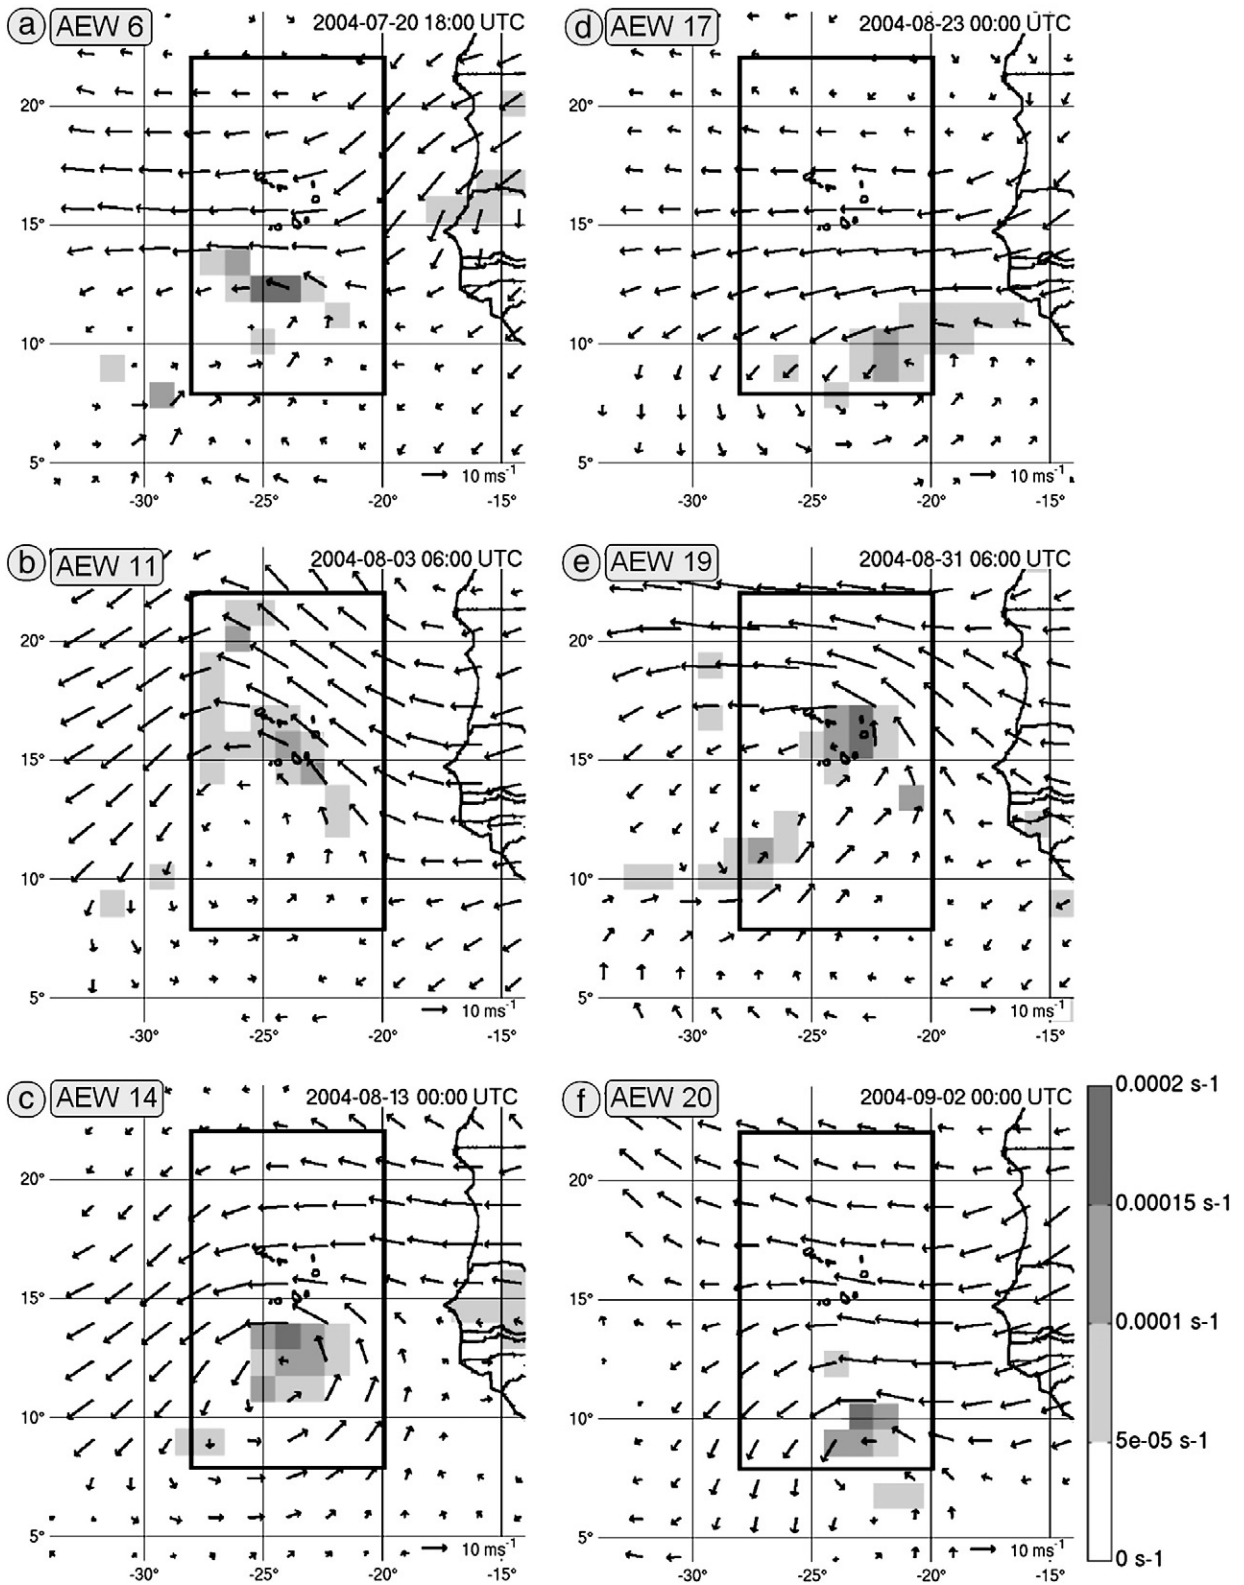 a AEW 6 2004-07-20 18:00 UTC
20°
15°
10°
5°
10 ms-1
-30° -25° -20° -15°
d AEW 17 2004-08-23 00:00 UTC
20°
15°
10°
5°
10 ms-1
-30° -25° -20° -15°
b AEW 11 2004-08-03 06:00 UTC
20°
15°
10°
5°
10 ms-1
-30° -25° -20° -15°
e AEW 19 2004-08-31 06:00 UTC
20°
15°
10°
5°
10 ms-1
-30° -25° -20° -15°
c AEW 14 2004-08-13 00:00 UTC
20°
15°
10°
5°
10 ms-1
-30° -25° -20° -15°
f AEW 20 2004-09-02 00:00 UTC
20°
15°
10°
5°
10 ms-1
-30° -25° -20° -15°
0.0002 s-1
0.00015 s-1
0.0001 s-1
5e-05 s-1
0 s-1